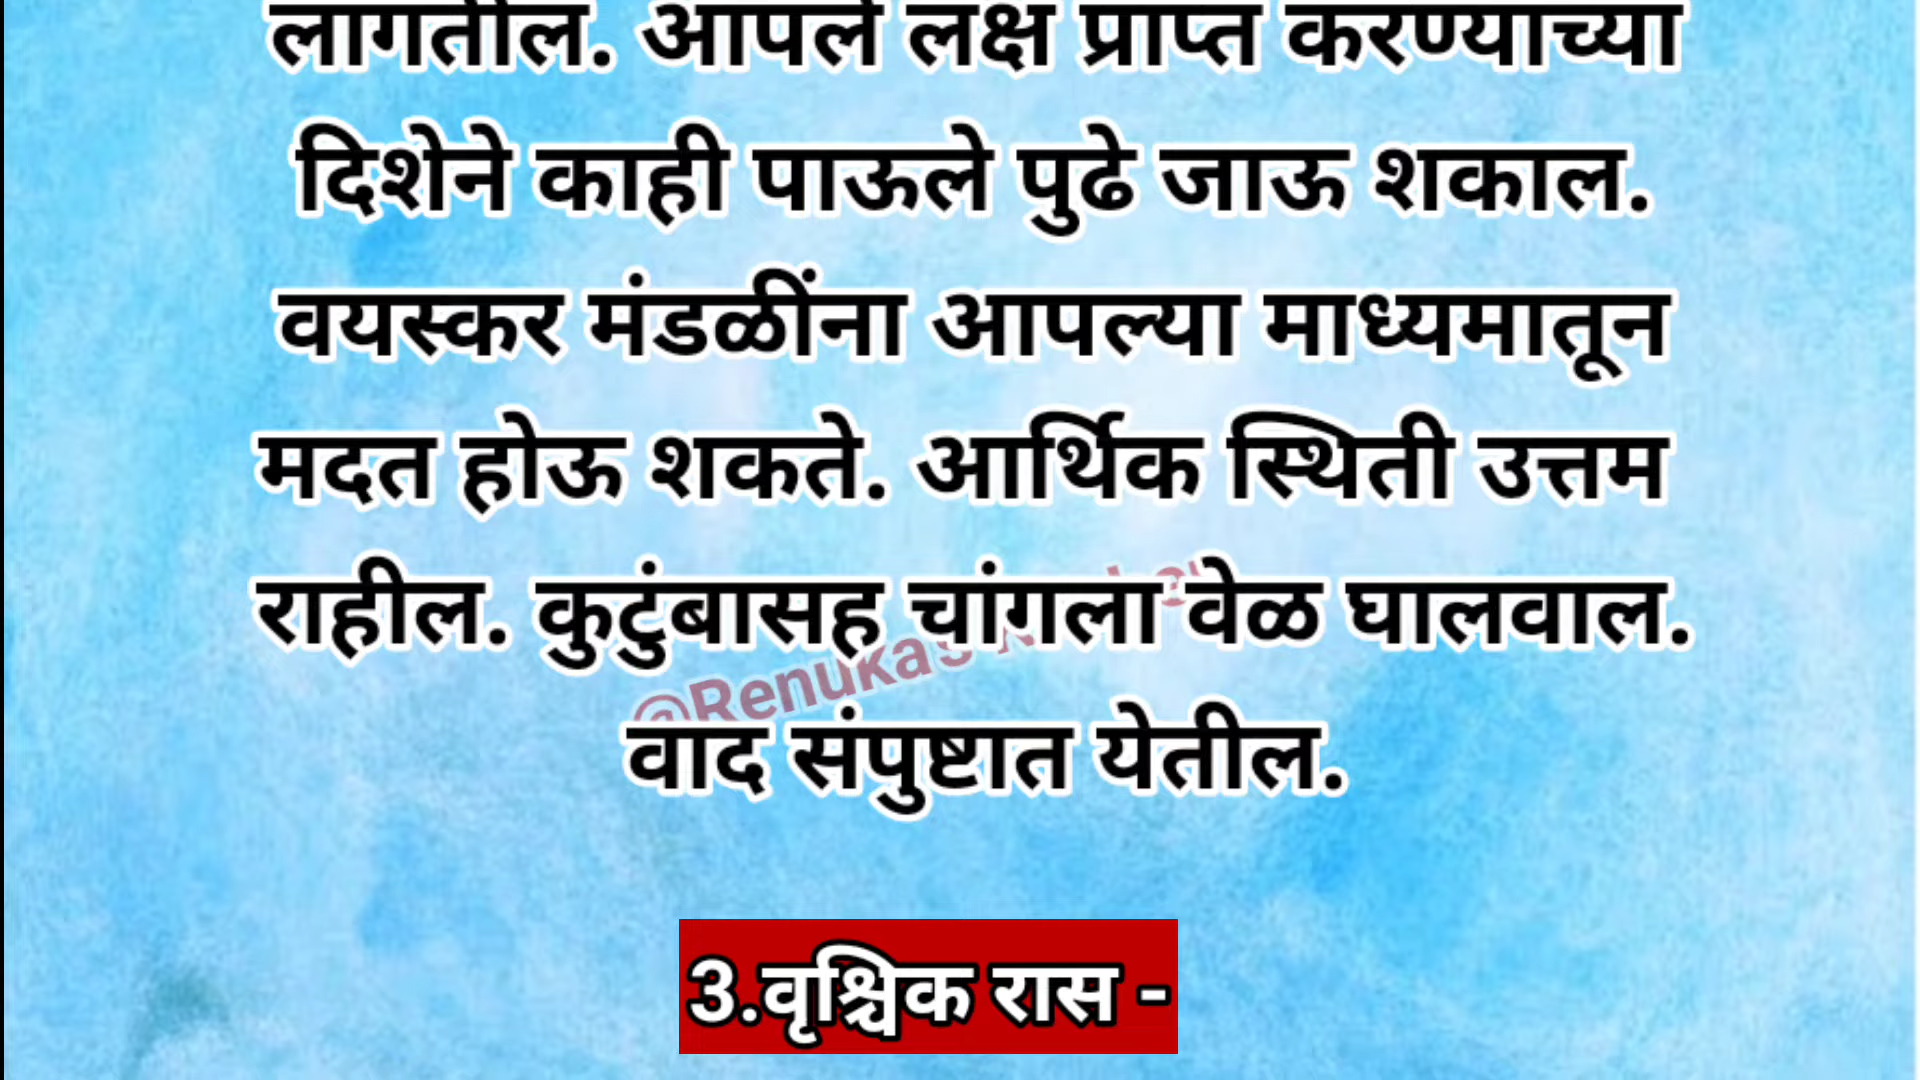 लागतील. आपले लक्ष प्राप्त करण्याच्या
दिशेने काही पाऊले पुढे जाऊ शकाल.
वयस्कर मंडळींना आपल्या माध्यमातून
मदत होऊ शकते. आर्थिक स्थिती उत्तम
राहील. कुटुंबासह चांगला वेळ घालवाल.
@Renukas
वाद संपुष्टात येतील.
3.वृश्चिक रास -